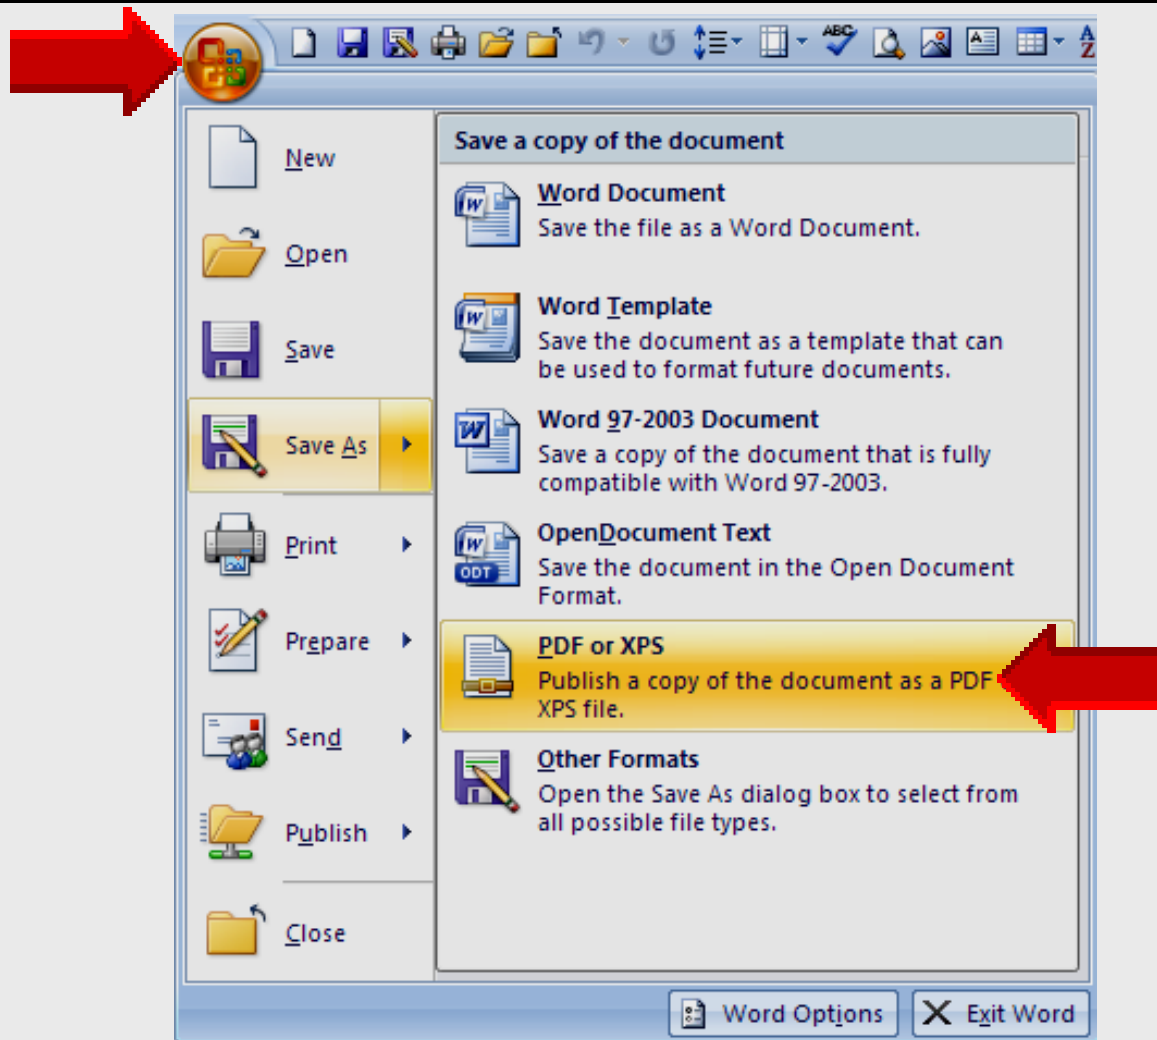 ABC
A
A
Z
New
Open
Save
Save As
Print
Prepare
Send
Publish
Close
Save a copy of the document
Word Document
Save the file as a Word Document.
Word Template
Save the document as a template that can
be used to format future documents.
Word 97-2003 Document
Save a copy of the document that is fully
compatible with Word 97-2003.
ODT
OpenDocument Text
Save the document in the Open Document
Format.
PDF or XPS
Publish a copy of the document as a PDF
XPS file.
Other Formats
Open the Save As dialog box to select from
all possible file types.
Word Options
Exit Word